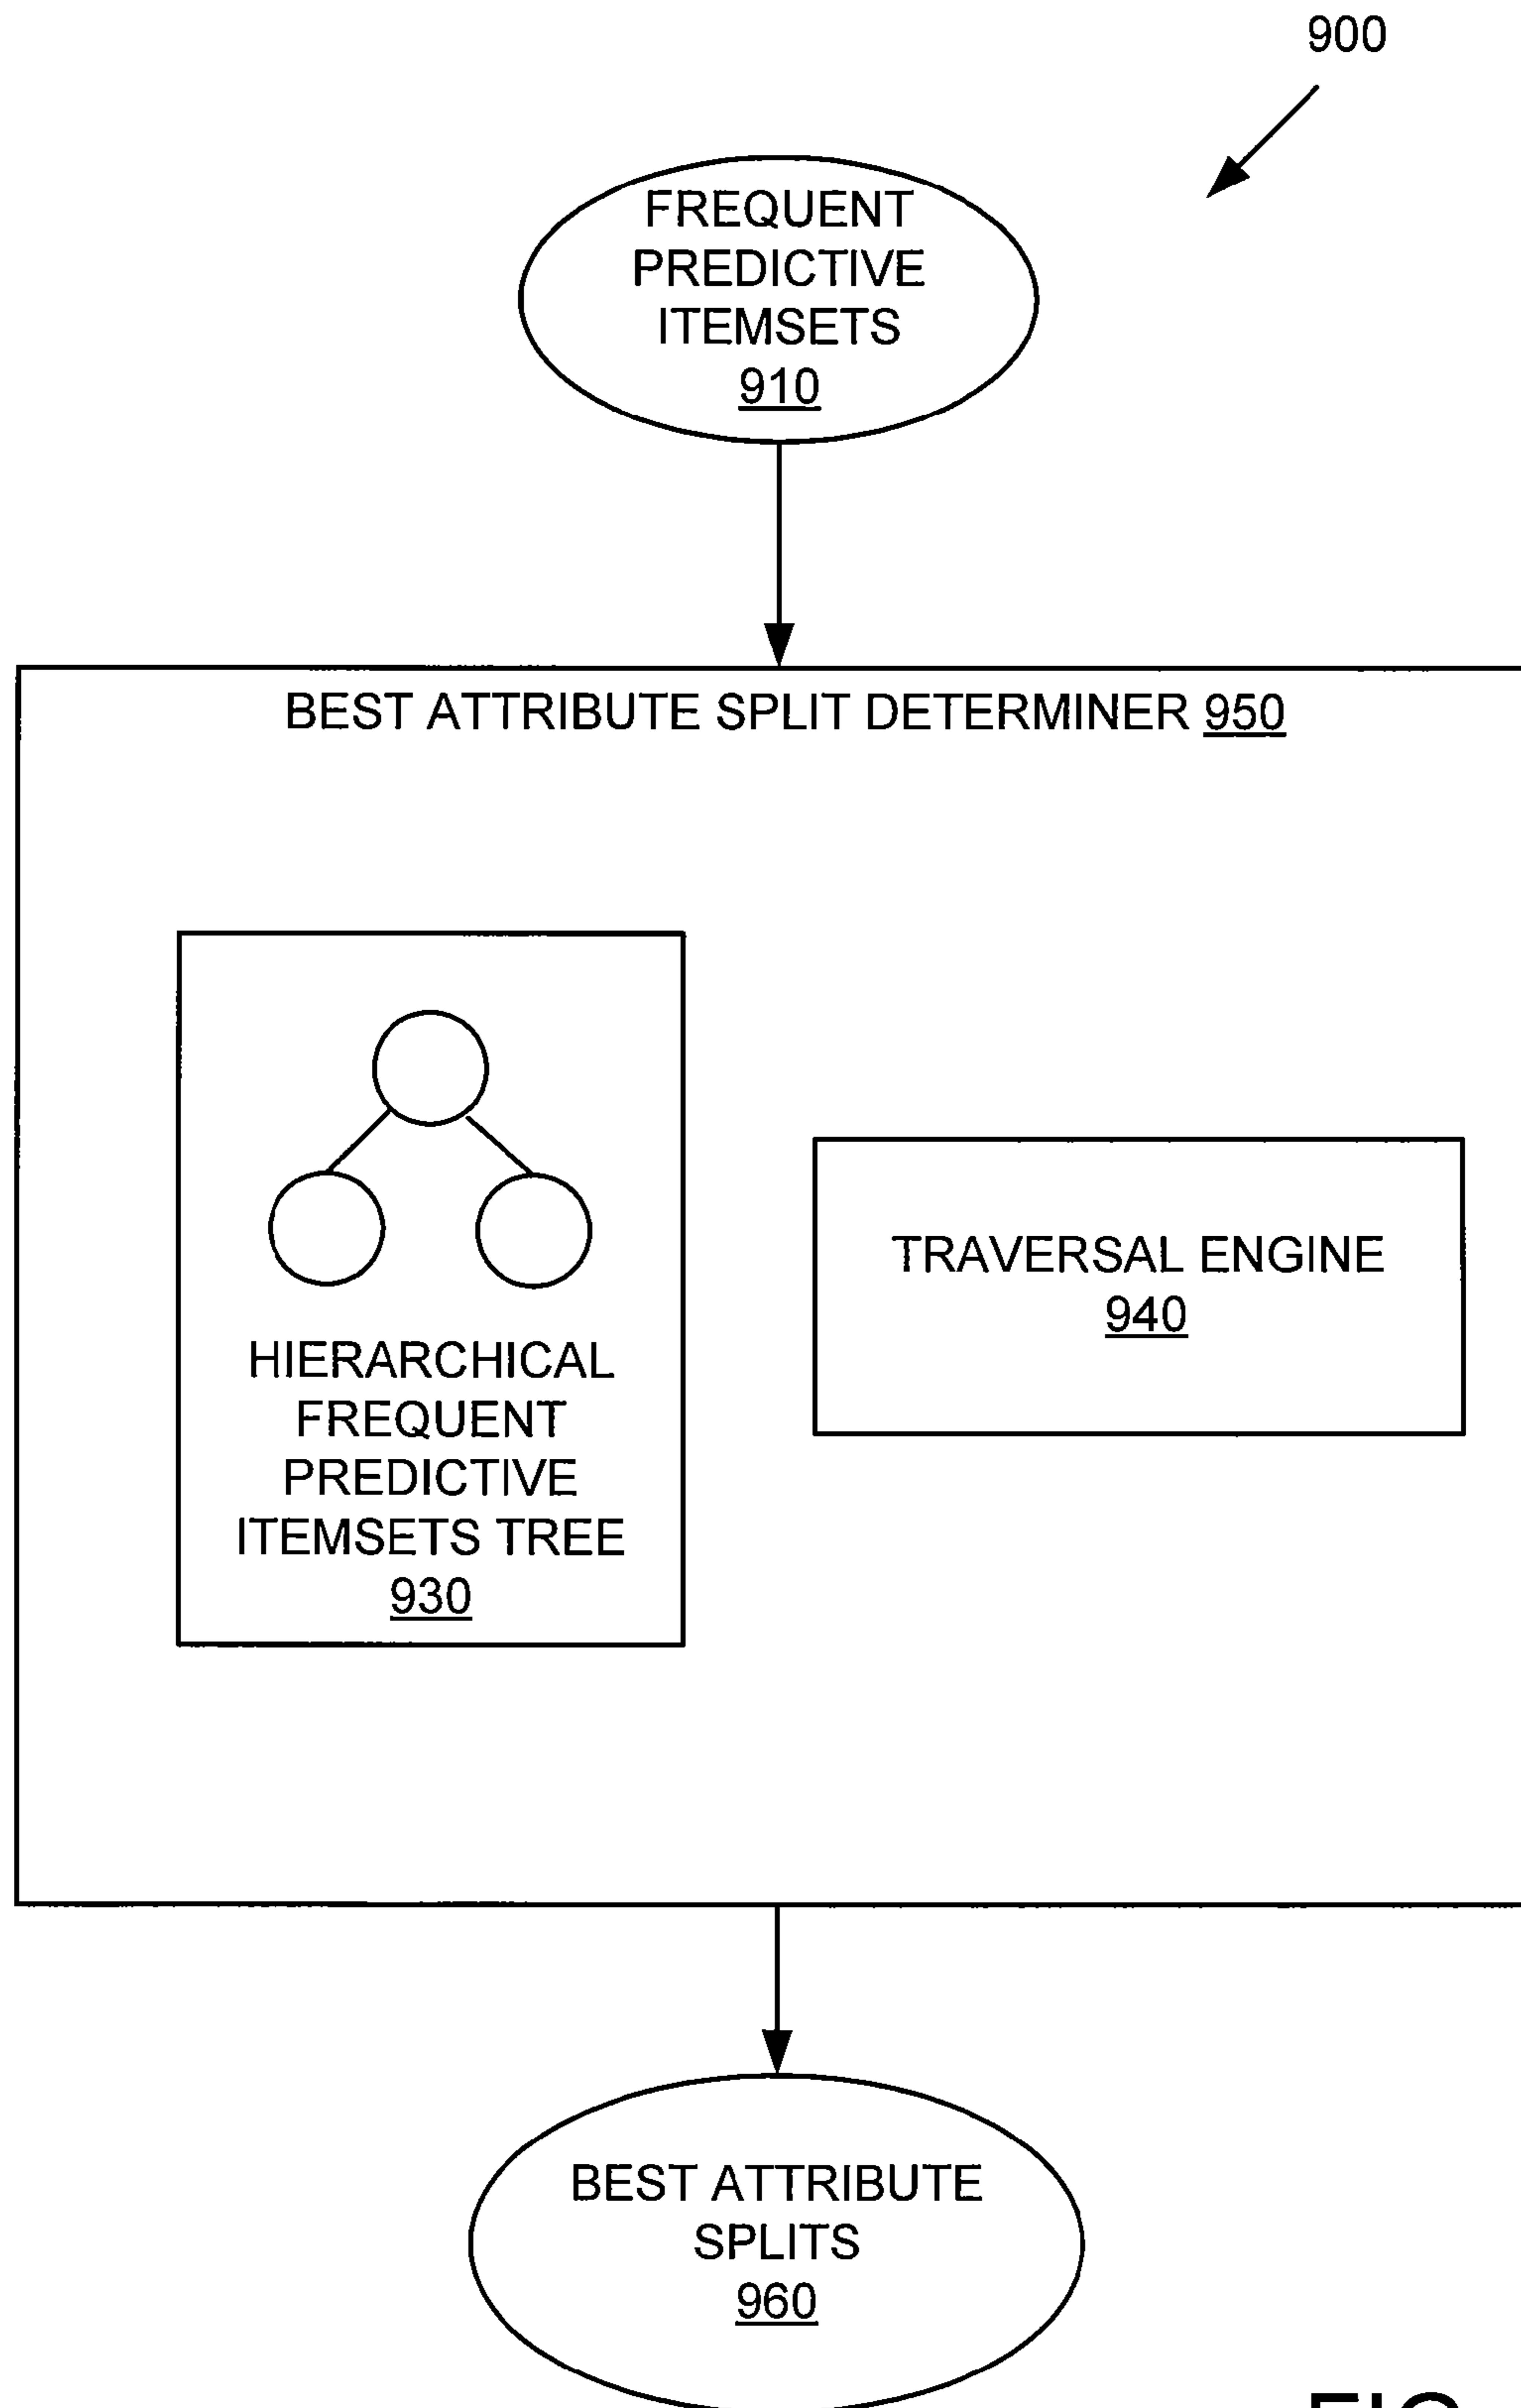 900
FREQUENT
PREDICTIVE
ITEMSETS
910
BEST ATTRIBUTE SPLIT DETERMINER 950
HIERARCHICAL
FREQUENT
PREDICTIVE
ITEMSETS TREE
930
TRAVERSAL ENGINE
940
BEST ATTRIBUTE
SPLITS
960